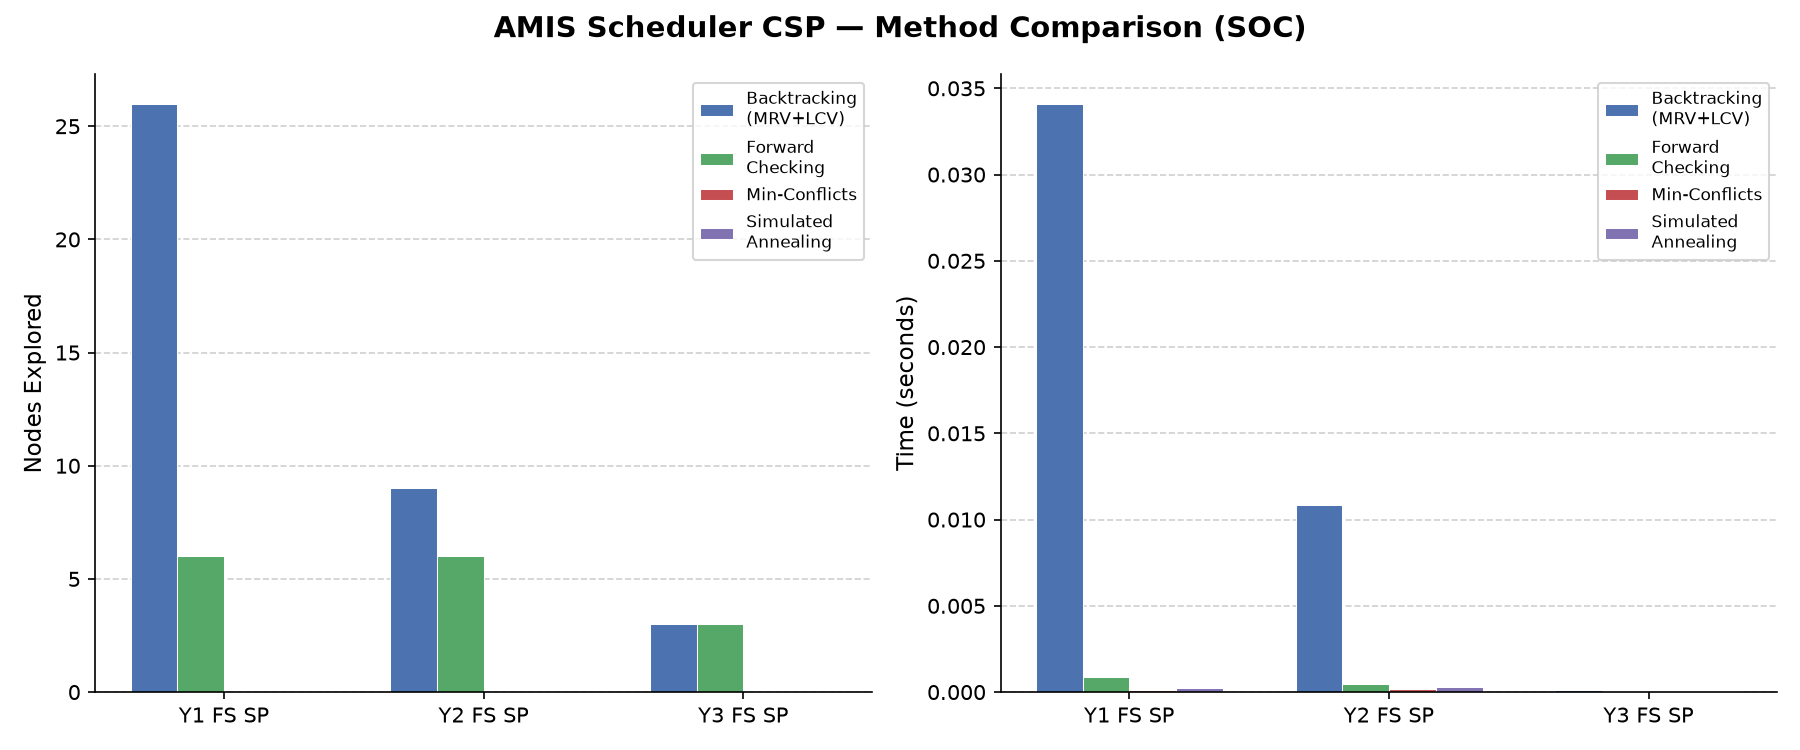 AMIS Scheduler CSP — Method Comparison (SOC)
Nodes Explored
25
20
15
10
5
0
Y1 FS SP
Y2 FS SP
Y3 FS SP
Backtracking
(MRV+LCV)
Forward
Checking
Min-Conflicts
Simulated
Annealing
Time (seconds)
0.035
0.030
0.025
0.020
0.015
0.010
0.005
0.000
Y1 FS SP
Y2 FS SP
Y3 FS SP
Backtracking
(MRV+LCV)
Forward
Checking
Min-Conflicts
Simulated
Annealing